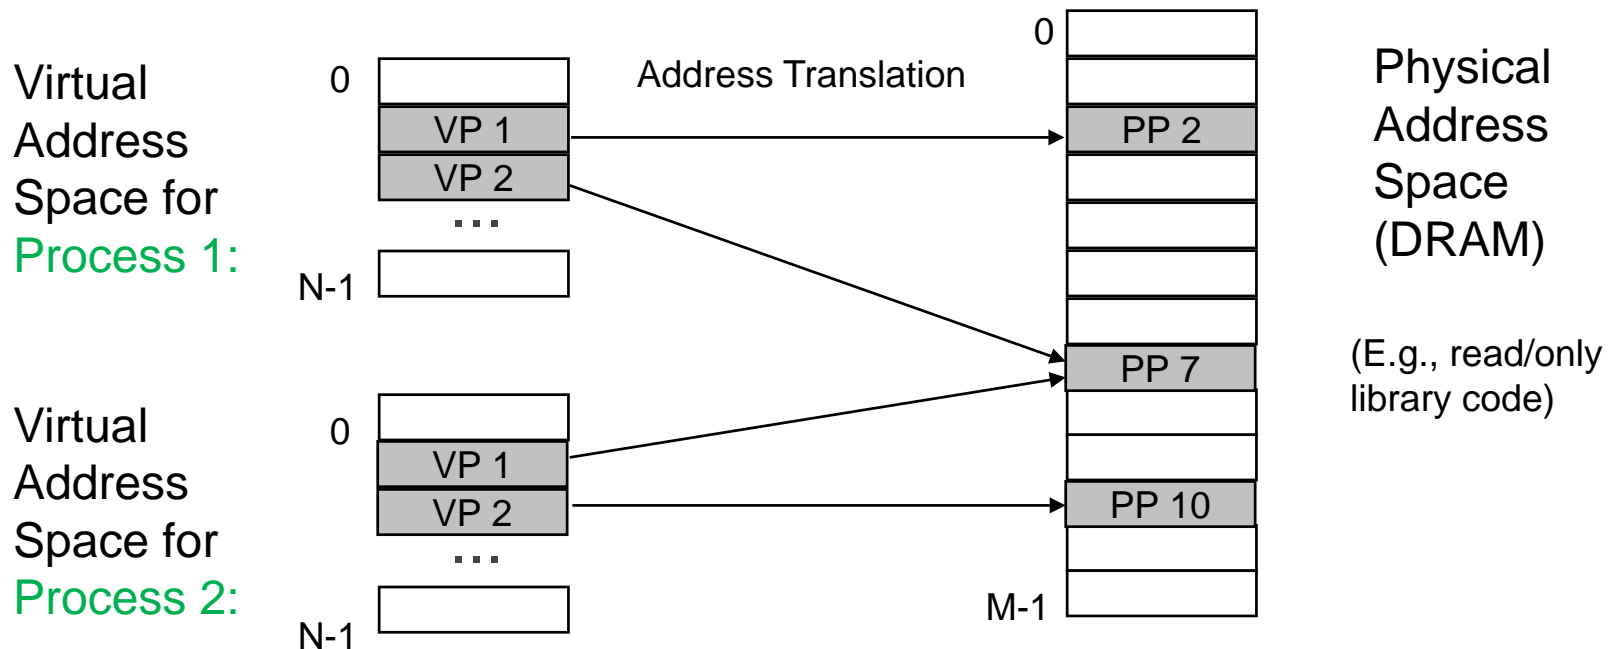 Virtual
Address
Space for
Process 1:
0
VP 1
VP 2
...
N-1
Address Translation
0
PP 2
PP 7
PP 10
M-1
Physical
Address
Space
(DRAM)
(E.g., read/only
library code)
Virtual
Address
Space for
Process 2:
0
VP 1
VP 2
...
N-1